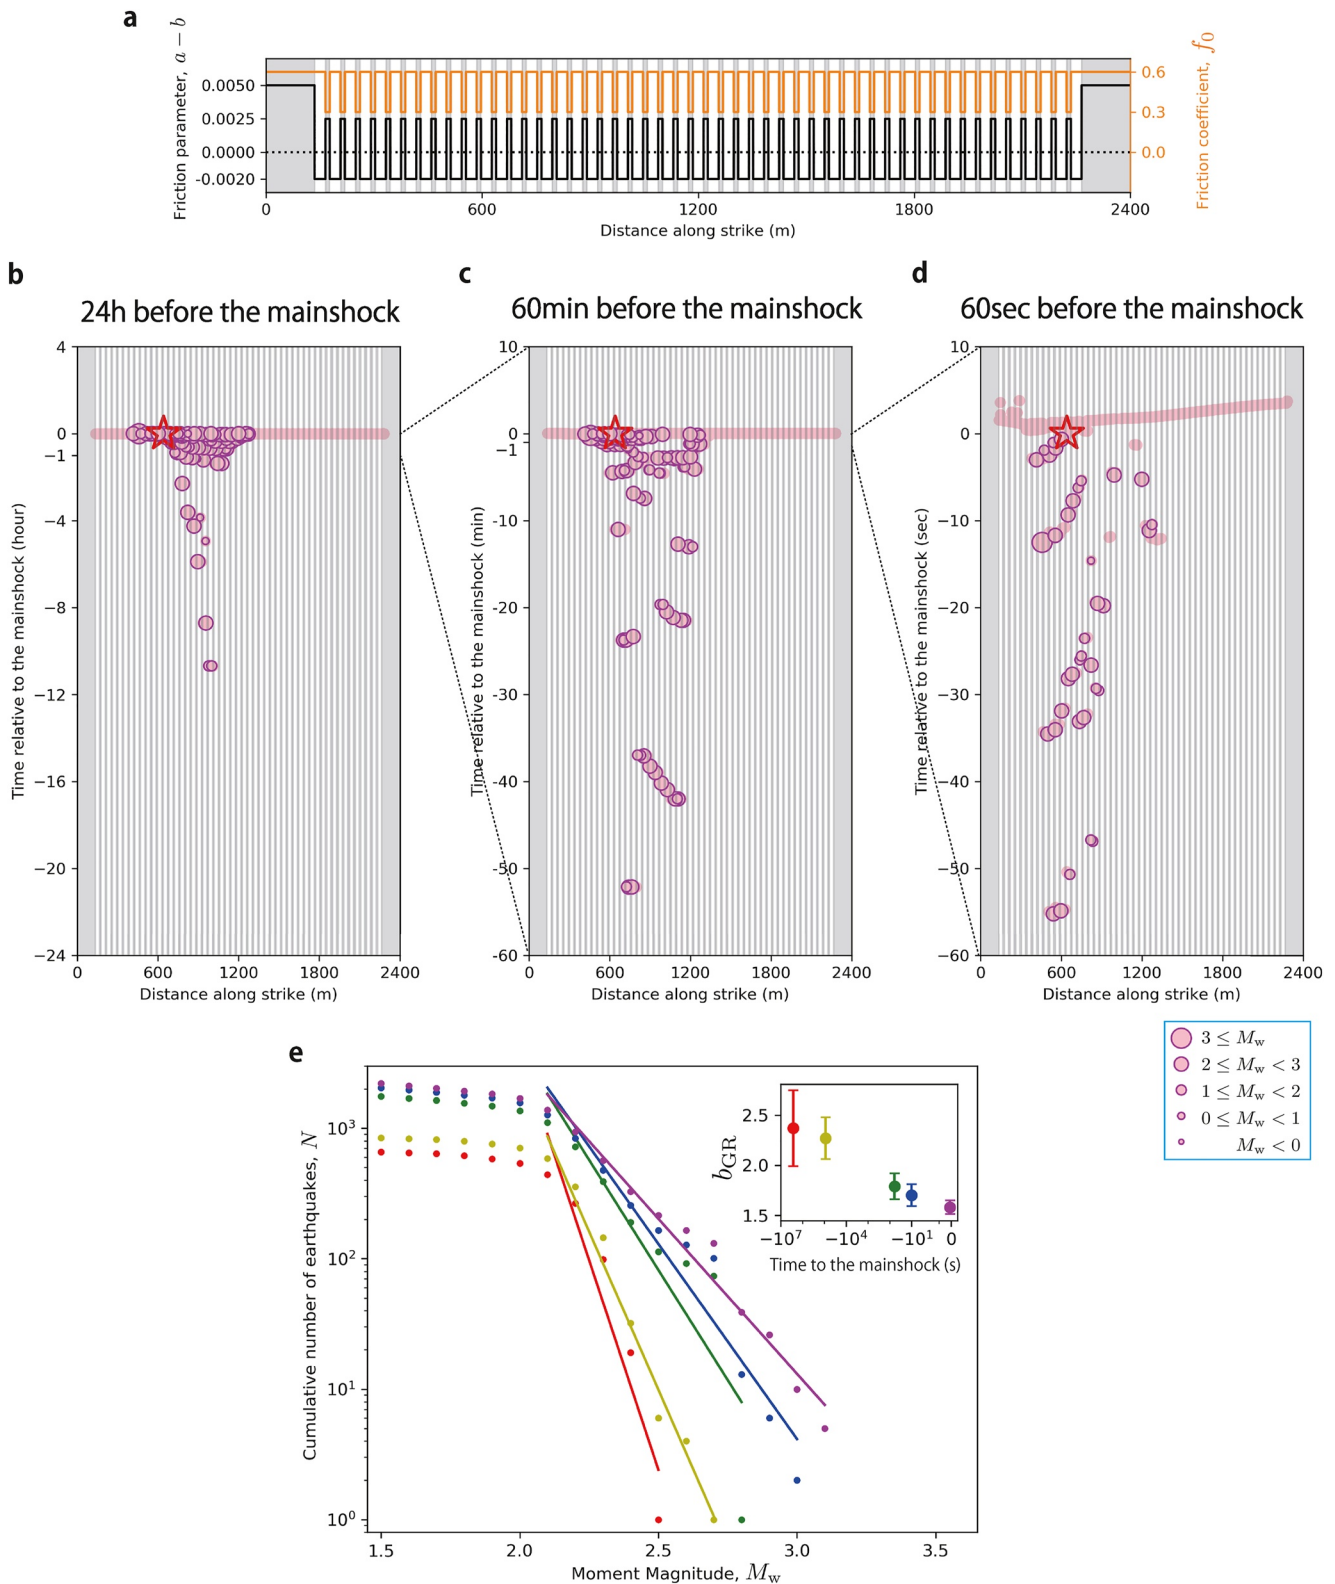 a
Friction parameter, a − b
Friction coefficient, f0
0.0050
0.0025
0.0000
-0.0020
0.6
0.3
0.0
0 600 1200 1800 2400
Distance along strike (m)
b c d
24h before the mainshock
60min before the mainshock
60sec before the mainshock
Time relative to the mainshock (hour)
4
0
−1
−4
−8
−12
−16
−20
−24
0 600 1200 1800 2400
Distance along strike (m)
Time relative to the mainshock (min)
10
0
−1
-10
-20
-30
-40
-50
-60
0 600 1200 1800 2400
Distance along strike (m)
Time relative to the mainshock (sec)
10
0
−10
−20
−30
−40
−50
−60
0 600 1200 1800 2400
Distance along strike (m)
3 ≤ Mw
2 ≤ Mw < 3
1 ≤ Mw < 2
0 ≤ Mw < 1
Mw < 0
e
Cumulative number of earthquakes, N
10³
10²
10¹
10⁰
1.5 2.0 2.5 3.0 3.5
Moment Magnitude, Mw
bGR
2.5
2.0
1.5
−10⁷ −10⁴ −10¹ 0
Time to the mainshock (s)